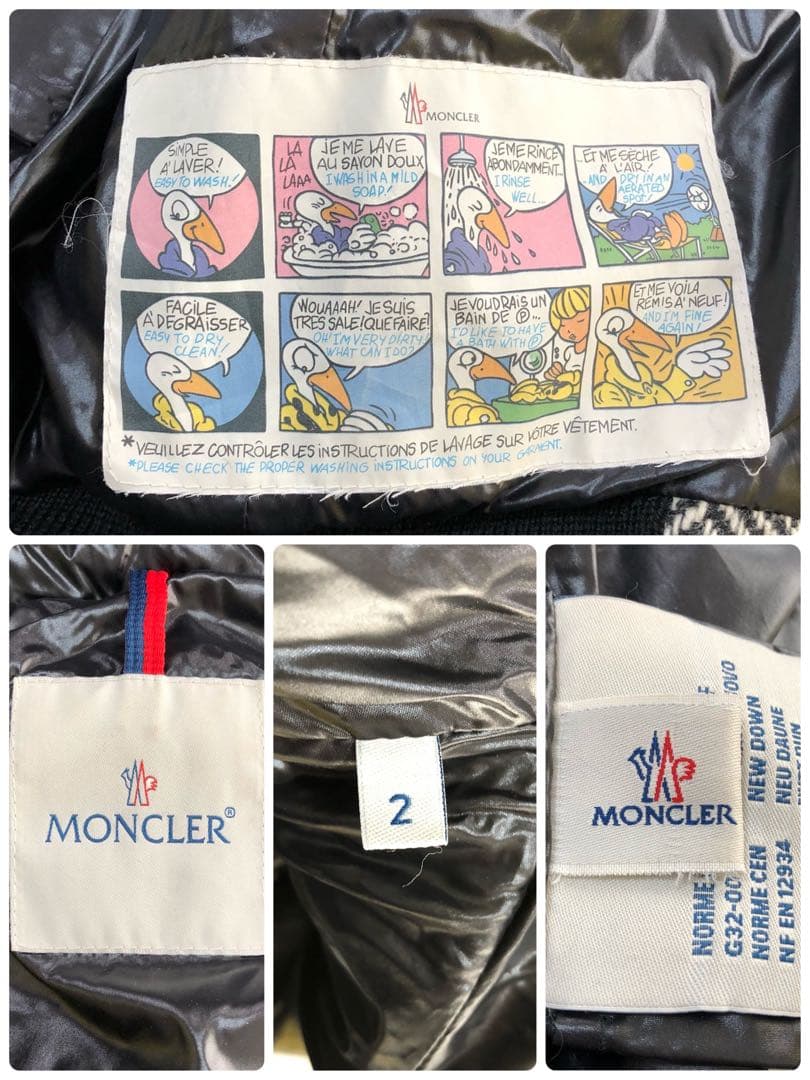 MONCLER
SIMPLE
A' LAVER!
EASY TO WASH!
LA
LA
LAAA
JE ME LAVE
AU SAVON DOUX
I WASH IN A MILD
SOAP!
JE ME RINCE
ABONDAMMENT...
I RINSE
WELL...
...ET ME SÈCHE
A' L'AIR!
...AND DRY IN AN
AERATED
SPOT!
FACILE
A' DEGRAISSER
EASY TO DRY
CLEAN!
WOUAAAH! JE SUIS
TRES SALE! QUE FAIRE!
OH! I'M VERY DIRTY!
WHAT CAN I DO?
JE VOUDRAIS UN
BAIN DE Ⓟ...
I'D LIKE TO HAVE
A BATH WITH Ⓟ
ET ME VOILA
REMIS A' NEUF!
AND I'M FINE
AGAIN!
*VEUILLEZ CONTRÔLER LES INSTRUCTIONS DE LAVAGE SUR VÔTRE VÊTEMENT.
*PLEASE CHECK THE PROPER WASHING INSTRUCTIONS ON YOUR GARMENT.
MONCLER®
2
MONCLER
NORME
G32-00
NORME CEN
NF EN 12934
NEW DOWN
NEU DAUNE